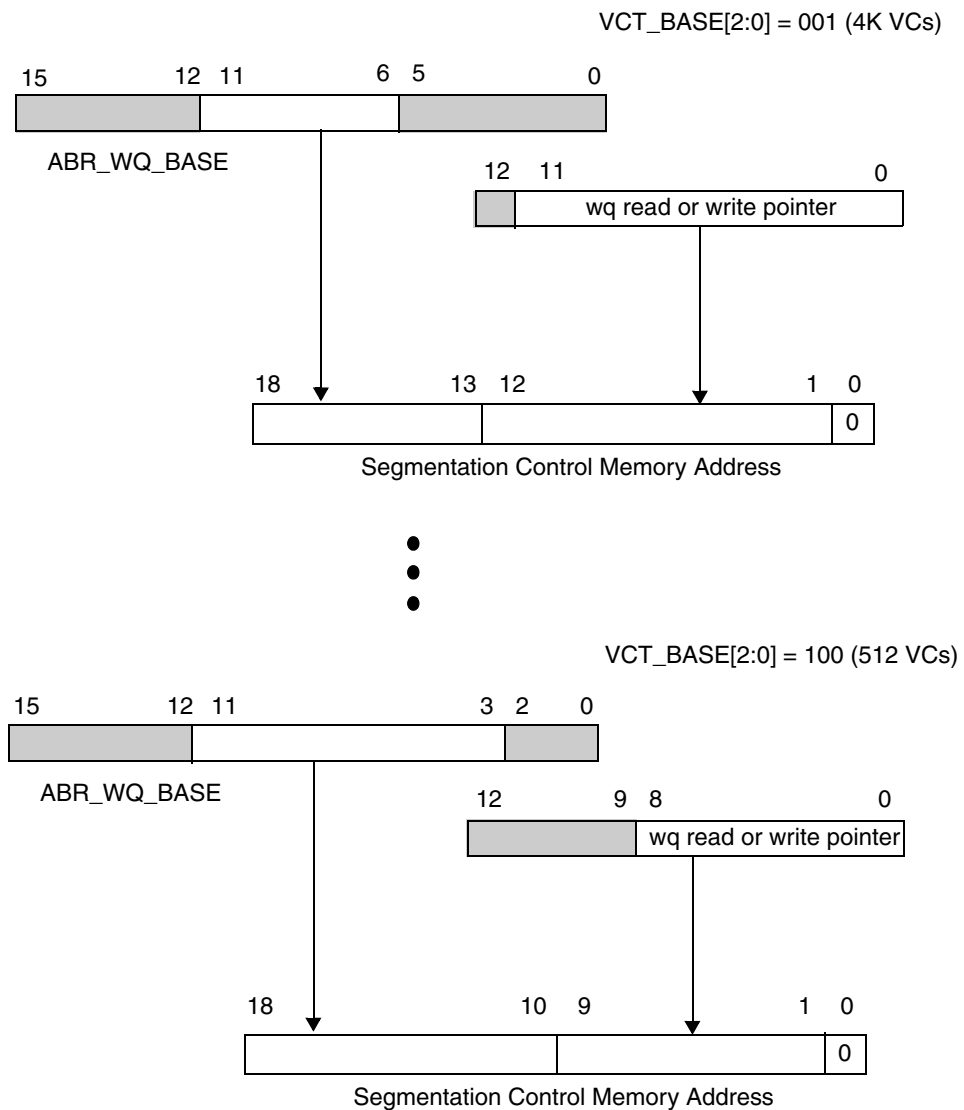 VCT_BASE[2:0] = 001 (4K VCs)
15 12 11 6 5 0
ABR_WQ_BASE
12 11 0
wq read or write pointer
18 13 12 1 0
0
Segmentation Control Memory Address
VCT_BASE[2:0] = 100 (512 VCs)
15 12 11 3 2 0
ABR_WQ_BASE
12 9 8 0
wq read or write pointer
18 10 9 1 0
0
Segmentation Control Memory Address